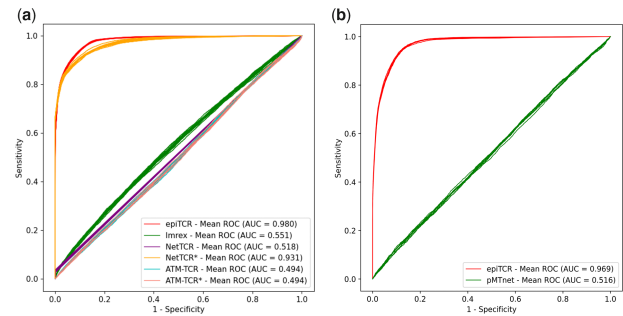 (a)
(b)
1.0
0.8
0.6
0.4
0.2
0.0
Sensitivity
0.0 0.2 0.4 0.6 0.8 1.0
1 - Specificity
epiTCR - Mean ROC (AUC = 0.980)
Imrex - Mean ROC (AUC = 0.551)
NetTCR - Mean ROC (AUC = 0.518)
NetTCR* - Mean ROC (AUC = 0.931)
ATM-TCR - Mean ROC (AUC = 0.494)
ATM-TCR* - Mean ROC (AUC = 0.494)
1.0
0.8
0.6
0.4
0.2
0.0
Sensitivity
0.0 0.2 0.4 0.6 0.8 1.0
1 - Specificity
epiTCR - Mean ROC (AUC = 0.969)
pMTnet - Mean ROC (AUC = 0.516)